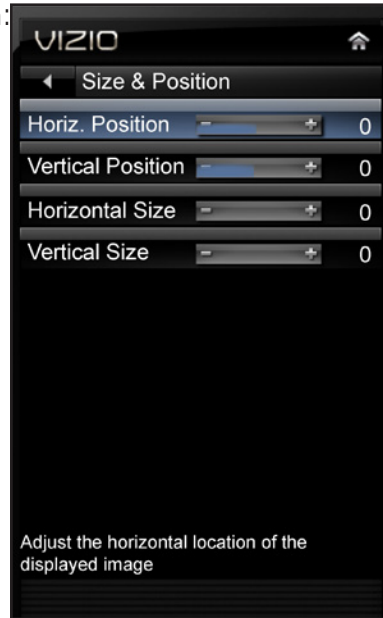 :
VIZIO
Size & Position
Horiz. Position - + 0
Vertical Position - + 0
Horizontal Size - + 0
Vertical Size - + 0
Adjust the horizontal location of the
displayed image